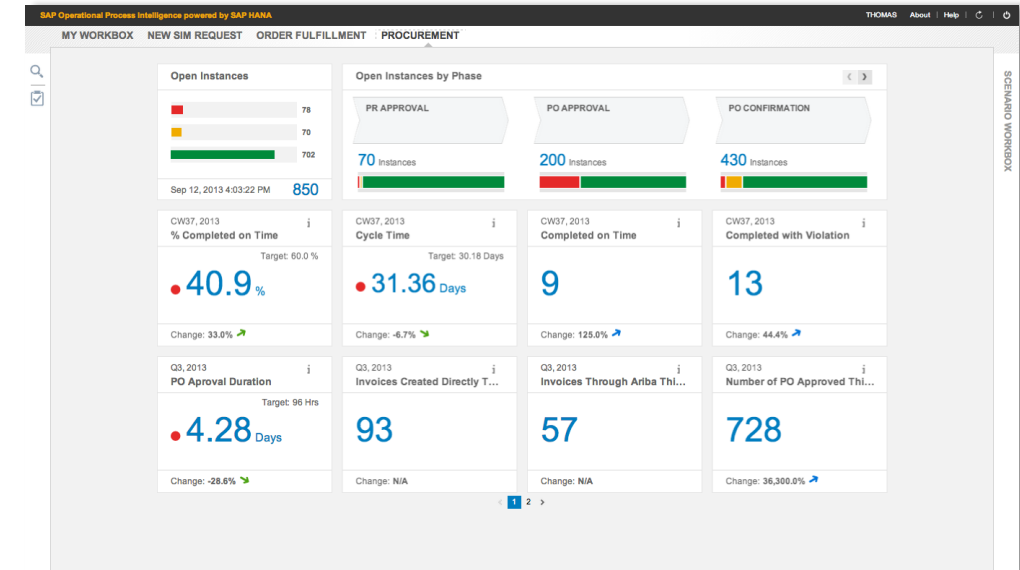 SAP Operational Process Intelligence powered by SAP HANA
THOMAS About | Help
MY WORKBOX NEW SIM REQUEST ORDER FULFILLMENT PROCUREMENT
SCENARIO WORKBOX
Open Instances
78
70
702
Sep 12, 2013 4:03:22 PM 850
Open Instances by Phase
PR APPROVAL
70 Instances
PO APPROVAL
200 Instances
PO CONFIRMATION
430 Instances
CW37, 2013
% Completed on Time
Target: 60.0 %
40.9 %
Change: 33.0%
CW37, 2013
Cycle Time
Target: 30.18 Days
31.36 Days
Change: -6.7%
CW37, 2013
Completed on Time
9
Change: 125.0%
CW37, 2013
Completed with Violation
13
Change: 44.4%
Q3, 2013
PO Aproval Duration
Target: 96 Hrs
4.28 Days
Change: -28.6%
Q3, 2013
Invoices Created Directly T...
93
Change: N/A
Q3, 2013
Invoices Through Ariba Thi...
57
Change: N/A
Q3, 2013
Number of PO Approved Thi...
728
Change: 36,300.0%
1 2